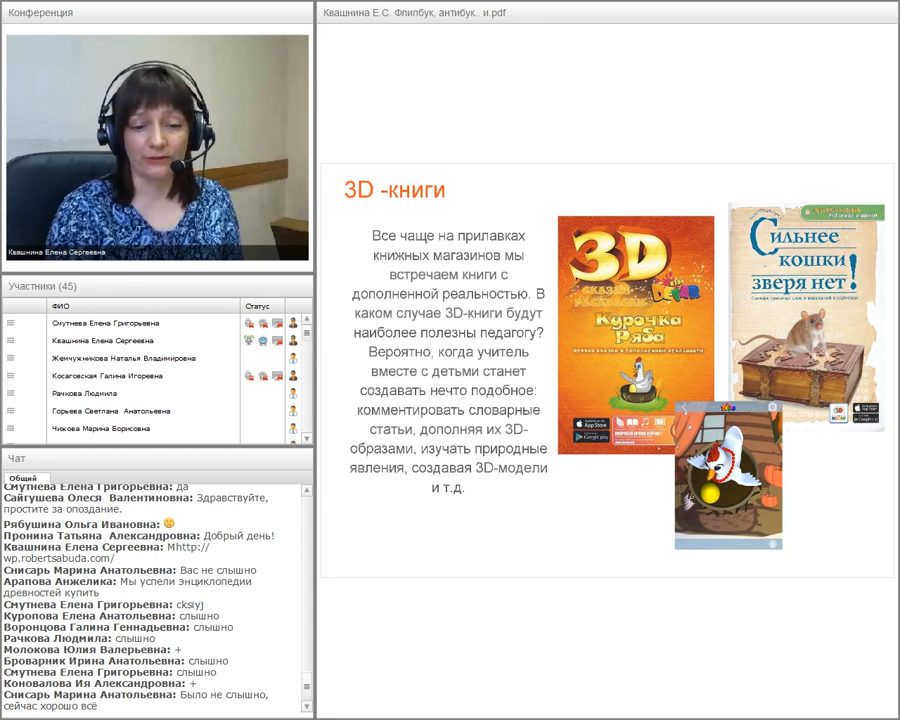 Конференция
Квашнина Елена Сергеевна
Участники (45)
ФИО Статус
Смутнева Елена Григорьевна
Квашнина Елена Сергеевна
Жемчужникова Наталья Владимировна
Косаговская Галина Игоревна
Рачкова Людмила
Горьева Светлана Анатольевна
Чикова Марина Борисовна
Чат
Общий
Смутнева Елена Григорьевна: да
Сайгушева Олеся Валентиновна: Здравствуйте,
простите за опоздание.
Рябушина Ольга Ивановна:
Пронина Татьяна Александровна: Добрый день!
Квашнина Елена Сергеевна: Mhttp://
wp.robertsabuda.com/
Снисарь Марина Анатольевна: Вас не слышно
Арапова Анжелика: Мы успели энциклопедии
древностей купить
Смутнева Елена Григорьевна: cksiyj
Куропова Елена Анатольевна: слышно
Воронцова Галина Геннадьевна: слышно
Рачкова Людмила: слышно
Молокова Юлия Валерьевна: +
Броварник Ирина Анатольевна: слышно
Смутнева Елена Григорьевна: слышно
Коновалова Ия Александровна: +
Снисарь Марина Анатольевна: Было не слышно,
сейчас хорошо всё
Квашнина Е.С. Флипбук, антибук.. и.pdf
3D -книги
Все чаще на прилавках
книжных магазинов мы
встречаем книги с
дополненной реальностью. В
каком случае 3D-книги будут
наиболее полезны педагогу?
Вероятно, когда учитель
вместе с детьми станет
создавать нечто подобное:
комментировать словарные
статьи, дополняя их 3D-
образами, изучать природные
явления, создавая 3D-модели
и т.д.
3D
DEVAR
Курочка
Ряба
App Store
Google play
Сильнее
кошки
зверя нет!